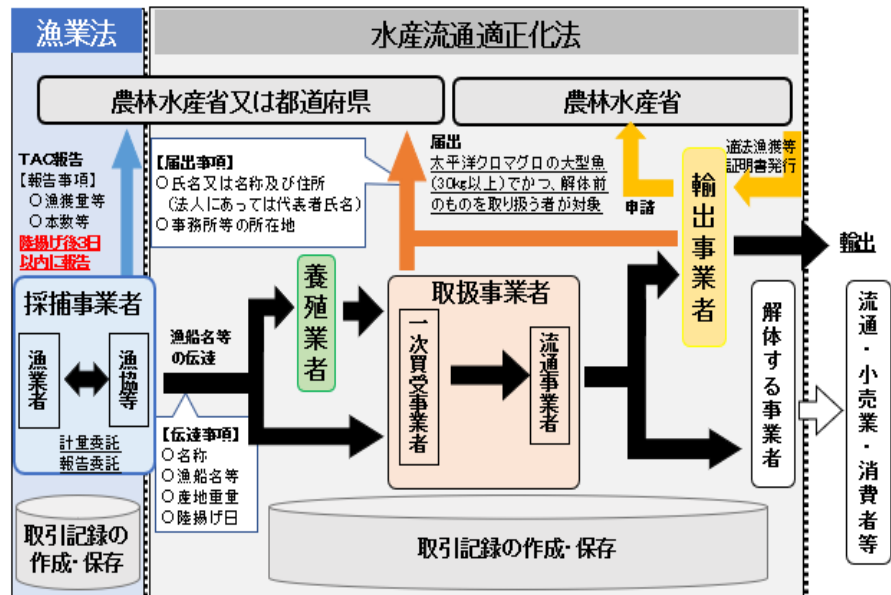 漁業法
水産流通適正化法
農林水産省又は都道府県
農林水産省
TAC報告
【報告事項】
○漁獲量等
○本数等
陸揚げ後3日
以内に報告
【届出事項】
○氏名又は名称及び住所
(法人にあっては代表者氏名)
○事務所等の所在地
届出
太平洋クロマグロの大型魚
(30kg以上)でかつ、解体前
のものを取り扱う者が対象
申請
適法漁獲等
証明書発行
輸出事業者
輸出
採捕事業者
漁業者
漁協等
計量委託
報告委託
漁船名等
の伝達
【伝達事項】
○名称
○漁船名等
○産地重量
○陸揚げ日
養殖業者
取扱事業者
一次買受事業者
流通事業者
解体する事業者
流通・小売業・消費者等
取引記録の
作成・保存
取引記録の作成・保存